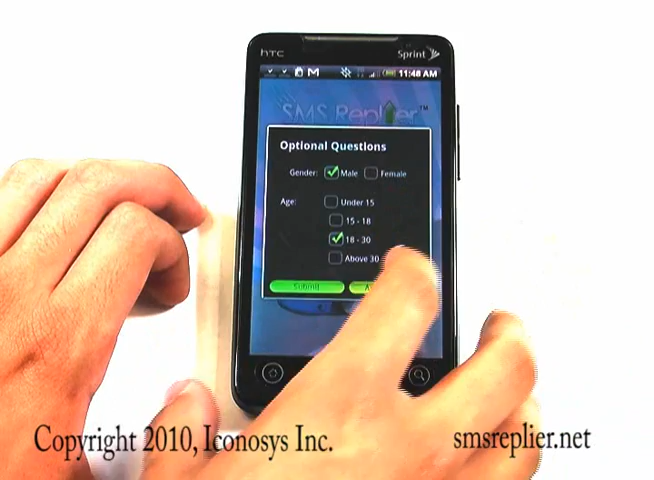 hTC Sprint
11:48 AM
SMS Replier™
Optional Questions
Gender: Male Female
Age: Under 15
15 - 18
18 - 30
Above 30
Submit
Copyright 2010, Iconosys Inc. smsreplier.net